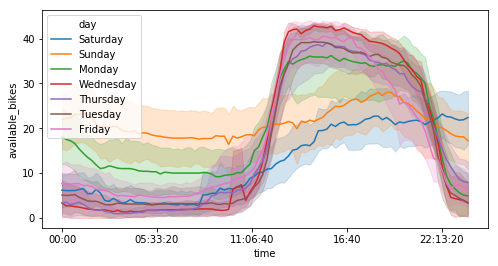 day
Saturday
Sunday
Monday
Wednesday
Thursday
Tuesday
Friday
available_bikes
40
30
20
10
0
00:00
05:33:20
11:06:40
16:40
22:13:20
time